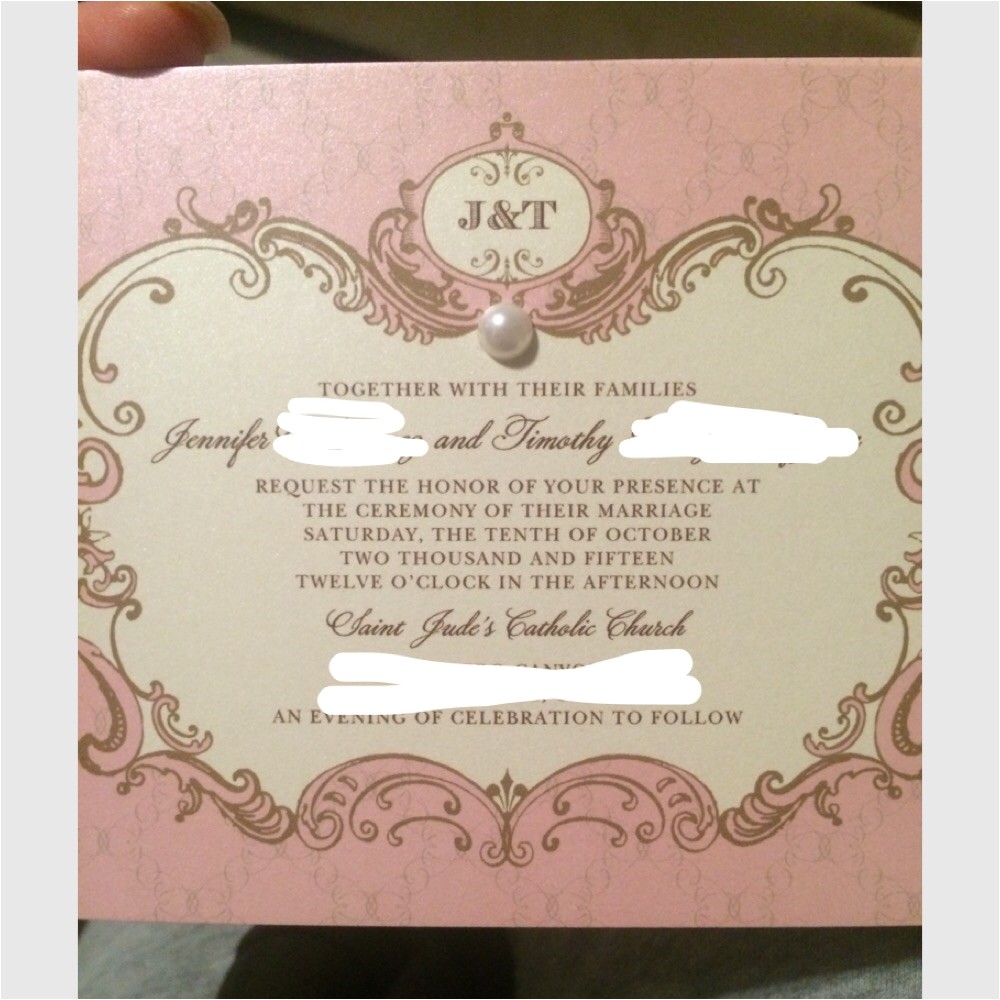 J&T
TOGETHER WITH THEIR FAMILIES
Jennifer and Timothy
REQUEST THE HONOR OF YOUR PRESENCE AT
THE CEREMONY OF THEIR MARRIAGE
SATURDAY, THE TENTH OF OCTOBER
TWO THOUSAND AND FIFTEEN
TWELVE O'CLOCK IN THE AFTERNOON
Saint Jude's Catholic Church
AN EVENING OF CELEBRATION TO FOLLOW